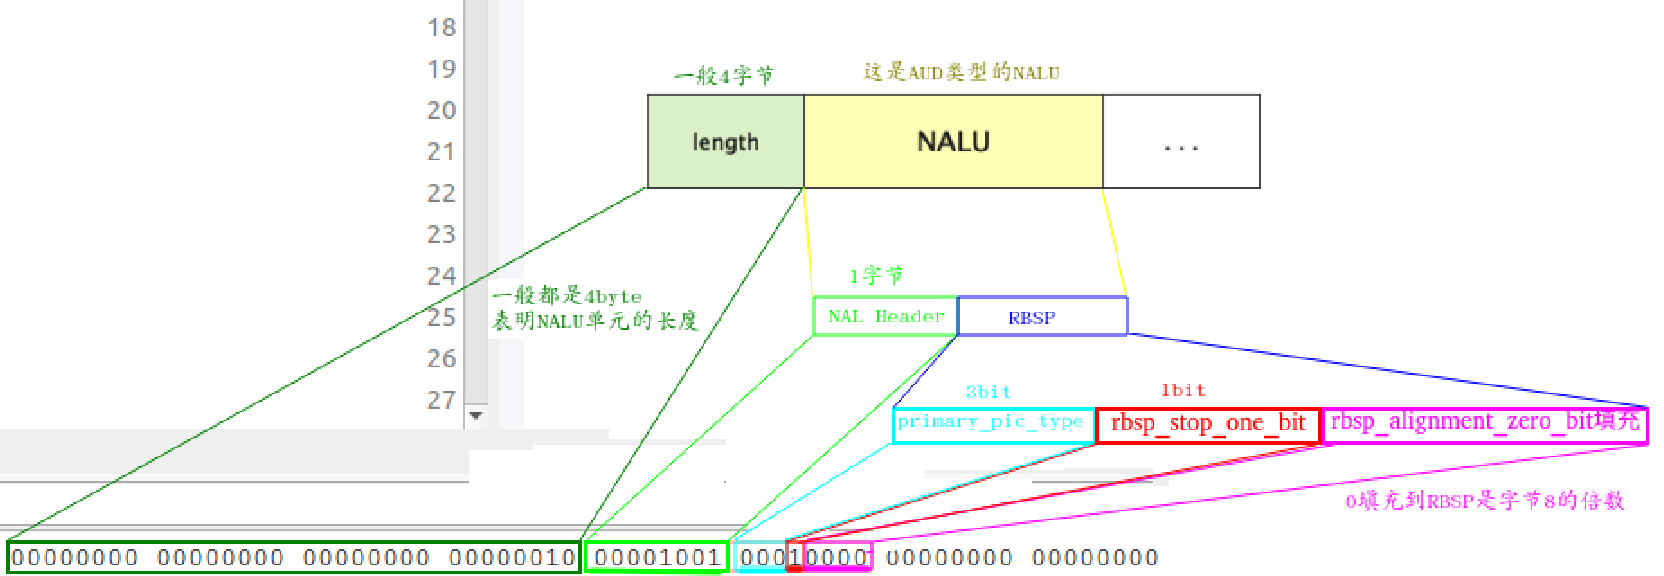 18
19
20
21
22
23
24
25
26
27
一般4字节
这是AUD类型的NALU
length
NALU
...
1字节
一般都是4byte
表明NALU单元的长度
NAL Header
RBSP
3bit
1bit
primary_pic_type
rbsp_stop_one_bit
rbsp_alignment_zero_bit填充
0填充到RBSP是字节8的倍数
00000000 00000000 00000000 00000010 00001001 00010000 00000000 00000000